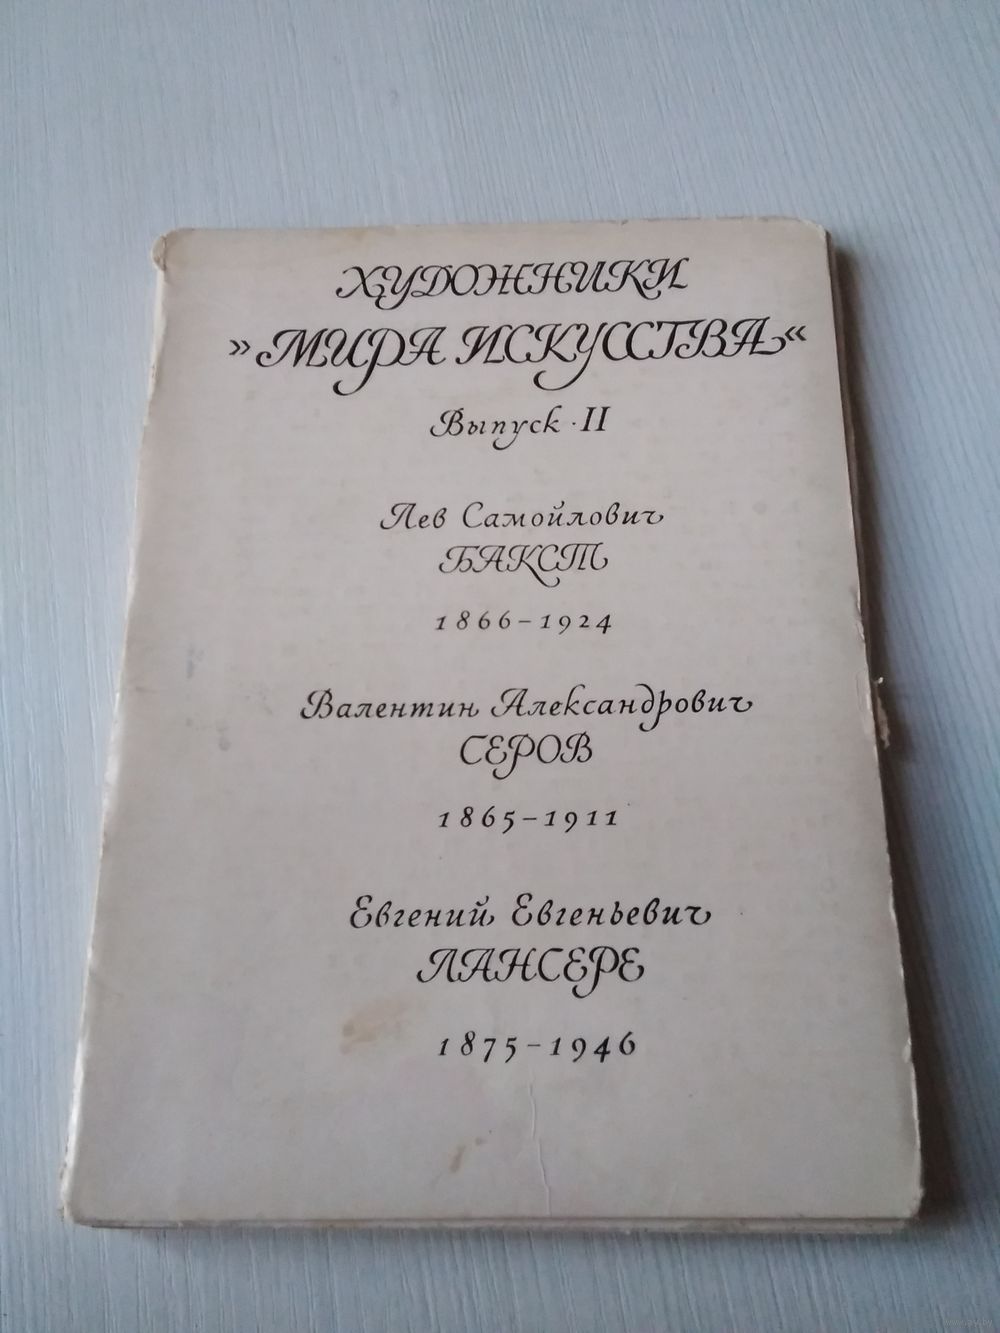 ХУДОЖНИКИ
»МИРА ИСКУССТВА«
Выпуск · II
Лев Самойлович
БАКСТ
1866–1924
Валентин Александрович
СЕРОВ
1865–1911
Евгений Евгеньевич
ЛАНСЕРЕ
1875–1946